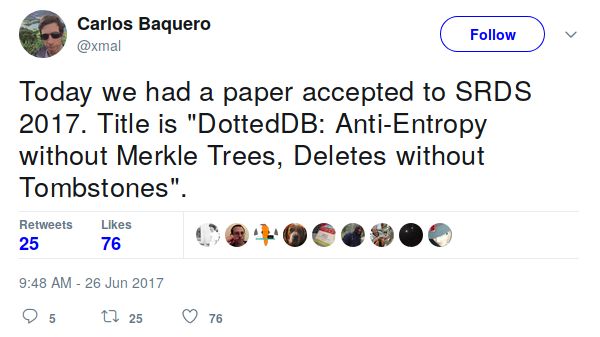 Carlos Baquero
@xmal
Follow
Today we had a paper accepted to SRDS
2017. Title is "DottedDB: Anti-Entropy
without Merkle Trees, Deletes without
Tombstones".
Retweets Likes
25 76
9:48 AM - 26 Jun 2017
5 25 76